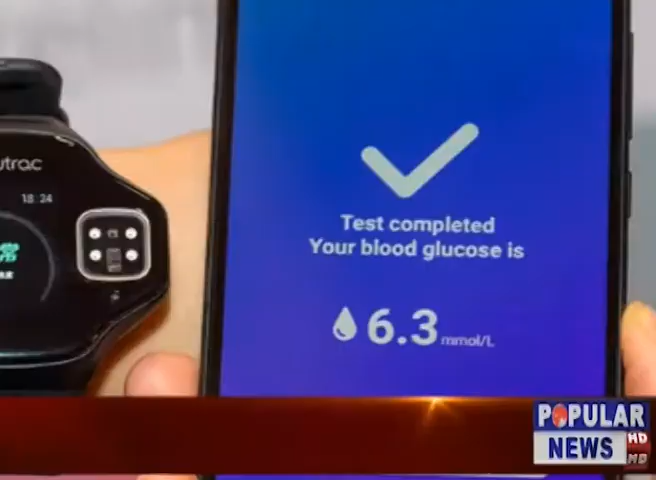 utrac
18 24
Test completed
Your blood glucose is
6.3 mmol/L
POPULAR
NEWS
HD